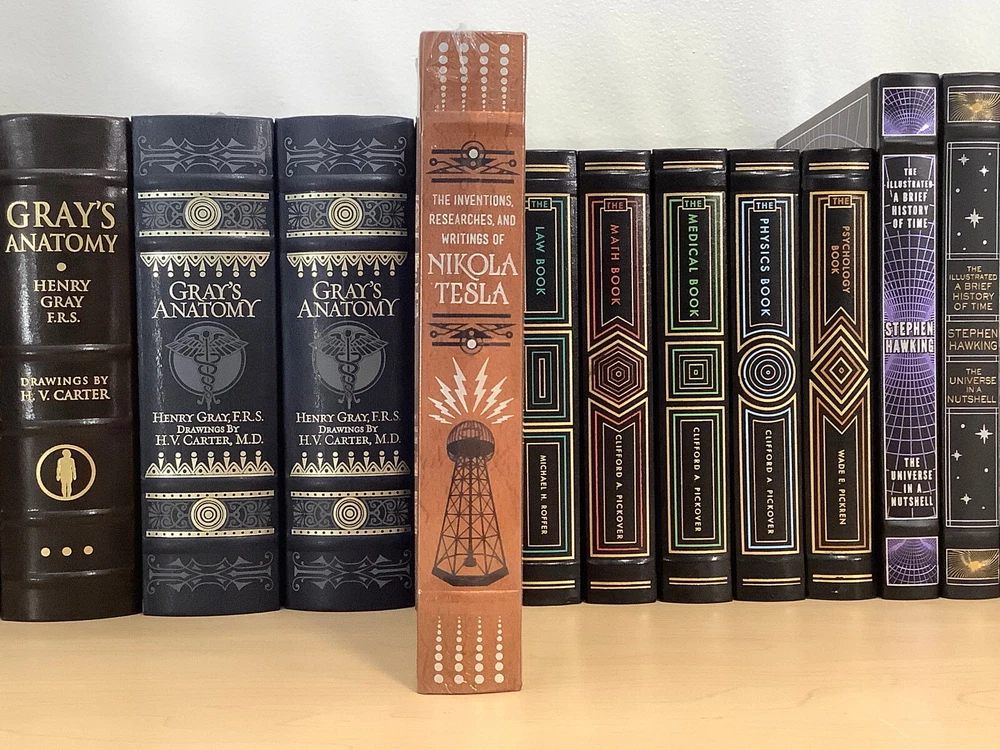 GRAY'S
ANATOMY
HENRY
GRAY
F.R.S.
DRAWINGS BY
H. V. CARTER
GRAY'S
ANATOMY
HENRY GRAY, F.R.S.
DRAWINGS BY
H.V. CARTER, M.D.
GRAY'S
ANATOMY
HENRY GRAY, F.R.S.
DRAWINGS BY
H.V. CARTER, M.D.
THE INVENTIONS,
RESEARCHES, AND
WRITINGS OF
NIKOLA
TESLA
THE
LAW BOOK
MICHAEL H. ROFFER
THE
MATH BOOK
CLIFFORD A. PICKOVER
THE
MEDICAL BOOK
CLIFFORD A. PICKOVER
THE
PHYSICS BOOK
CLIFFORD A. PICKOVER
THE
PSYCHOLOGY
BOOK
WADE E. PICKREN
THE
ILLUSTRATED
A BRIEF
HISTORY
OF TIME
STEPHEN
HAWKING
THE
UNIVERSE
IN A
NUTSHELL
THE
ILLUSTRATED
A BRIEF
HISTORY
OF TIME
STEPHEN
HAWKING
THE
UNIVERSE
IN A
NUTSHELL